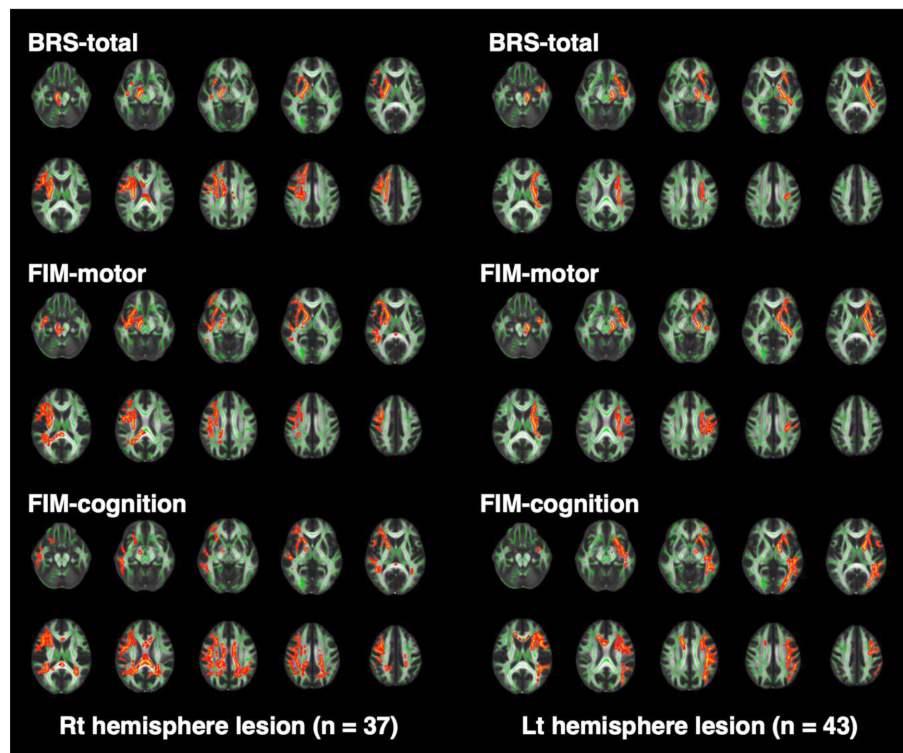 BRS-total
BRS-total
FIM-motor
FIM-motor
FIM-cognition
FIM-cognition
Rt hemisphere lesion (n = 37)
Lt hemisphere lesion (n = 43)